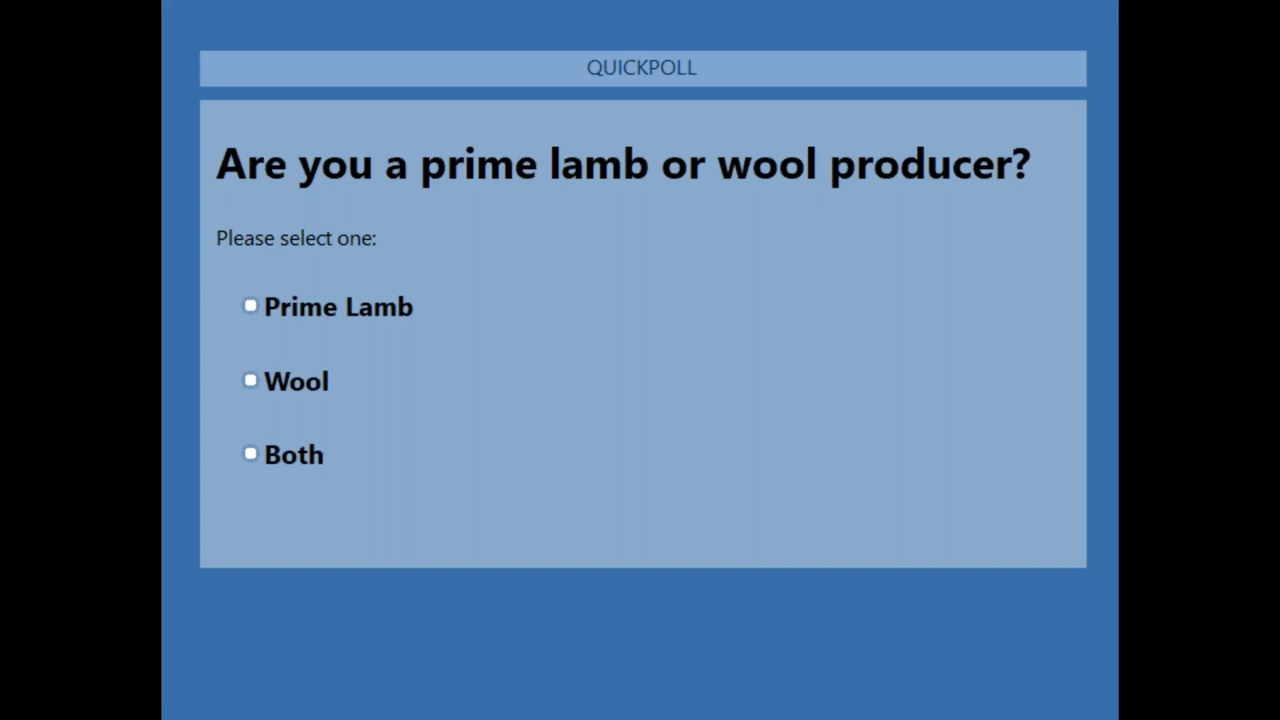 QUICKPOLL
Are you a prime lamb or wool producer?
Please select one:
Prime Lamb
Wool
Both